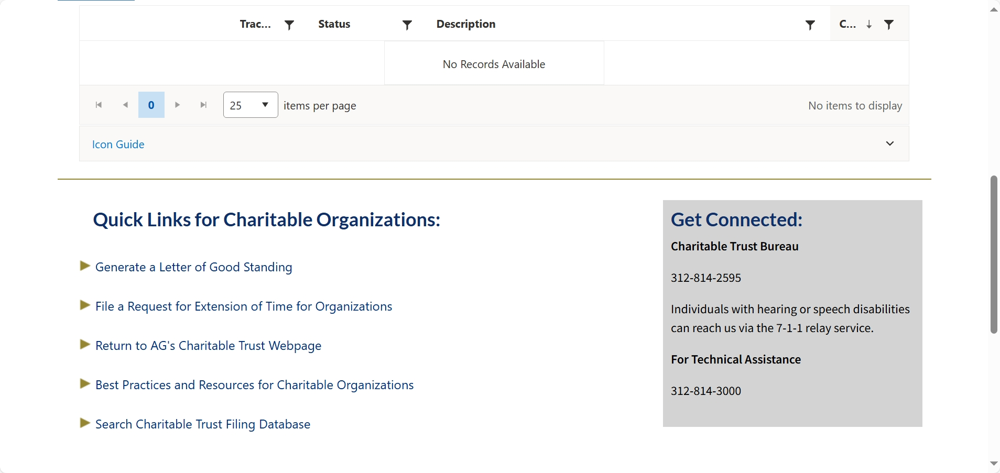 Trac... Status Description C...
No Records Available
0 25 items per page No items to display
Icon Guide
Quick Links for Charitable Organizations:
Generate a Letter of Good Standing
File a Request for Extension of Time for Organizations
Return to AG's Charitable Trust Webpage
Best Practices and Resources for Charitable Organizations
Search Charitable Trust Filing Database
Get Connected:
Charitable Trust Bureau
312-814-2595
Individuals with hearing or speech disabilities
can reach us via the 7-1-1 relay service.
For Technical Assistance
312-814-3000